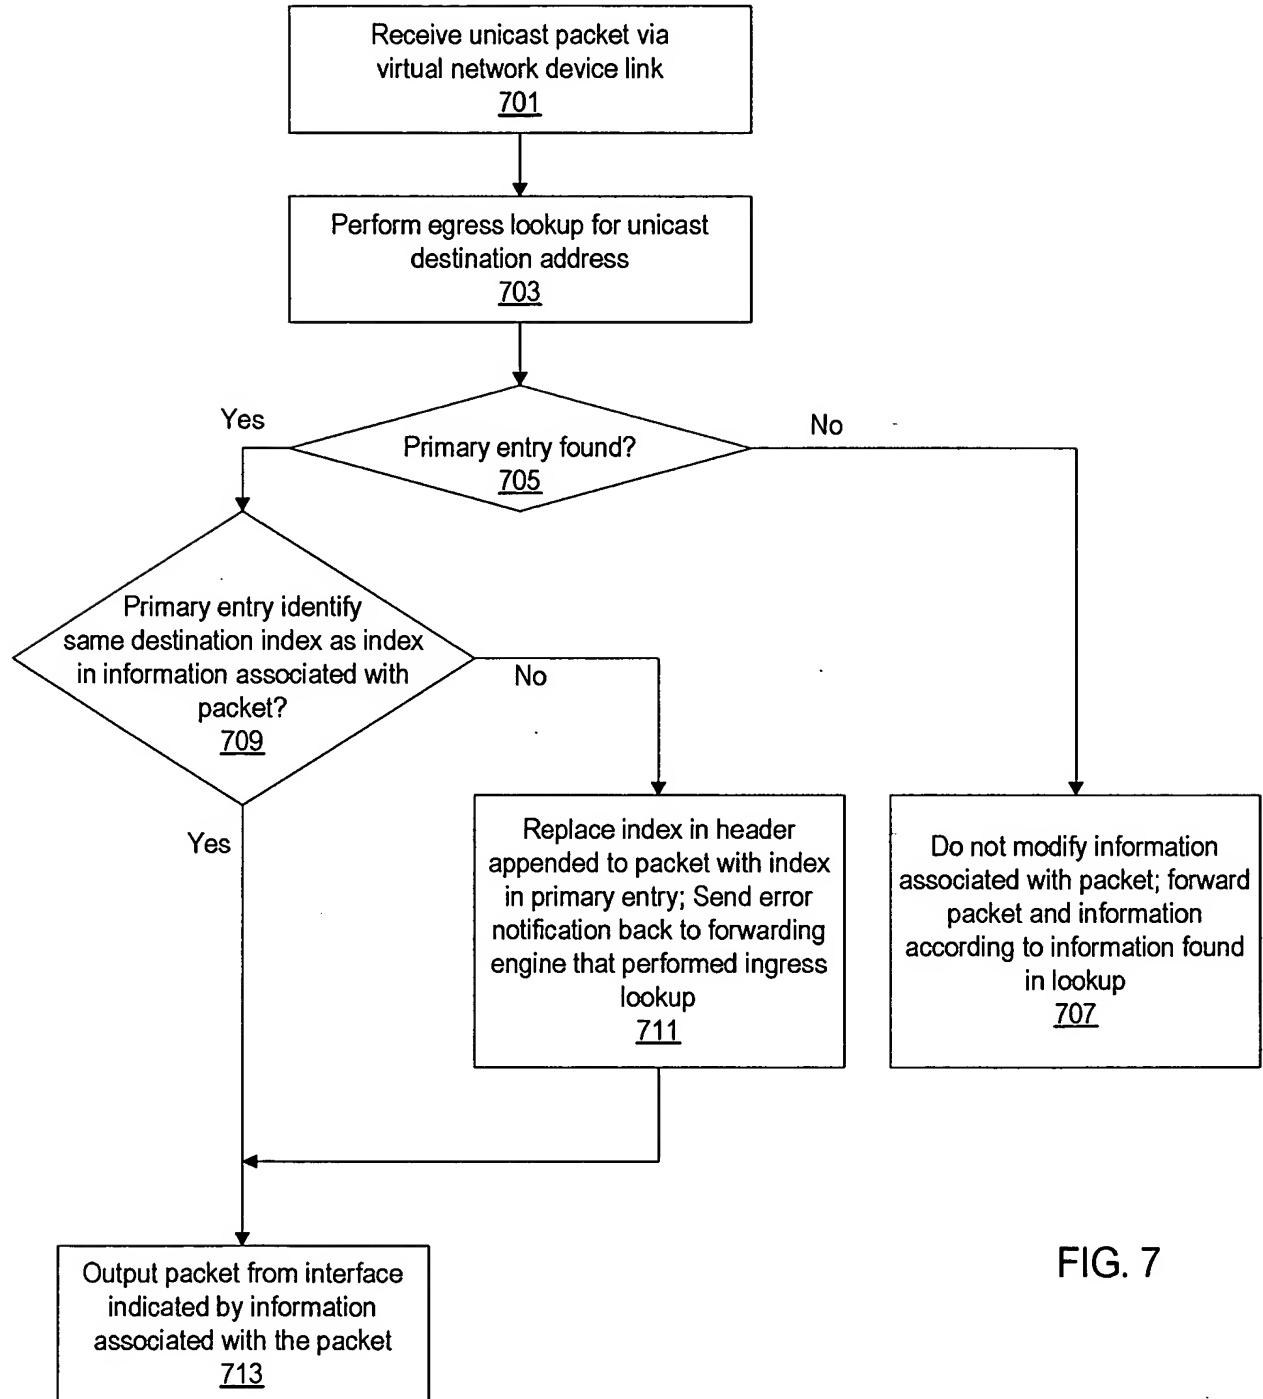 Receive unicast packet via
virtual network device link
701
Perform egress lookup for unicast
destination address
703
Yes
No
Primary entry found?
705
Primary entry identify
same destination index as index
in information associated with
packet?
709
No
Yes
Replace index in header
appended to packet with index
in primary entry; Send error
notification back to forwarding
engine that performed ingress
lookup
711
Do not modify information
associated with packet; forward
packet and information
according to information found
in lookup
707
Output packet from interface
indicated by information
associated with the packet
713
FIG. 7